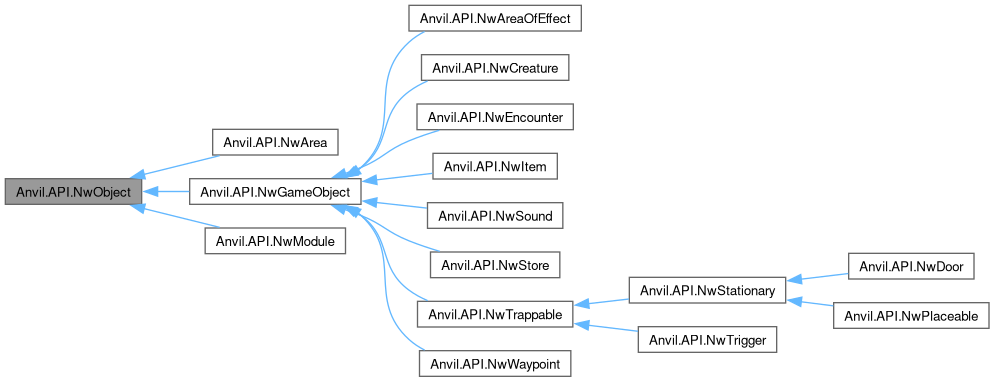 Anvil.API.NwAreaOfEffect
Anvil.API.NwCreature
Anvil.API.NwEncounter
Anvil.API.NwArea
Anvil.API.NwItem
Anvil.API.NwObject
Anvil.API.NwGameObject
Anvil.API.NwSound
Anvil.API.NwModule
Anvil.API.NwStore
Anvil.API.NwDoor
Anvil.API.NwStationary
Anvil.API.NwTrappable
Anvil.API.NwPlaceable
Anvil.API.NwTrigger
Anvil.API.NwWaypoint